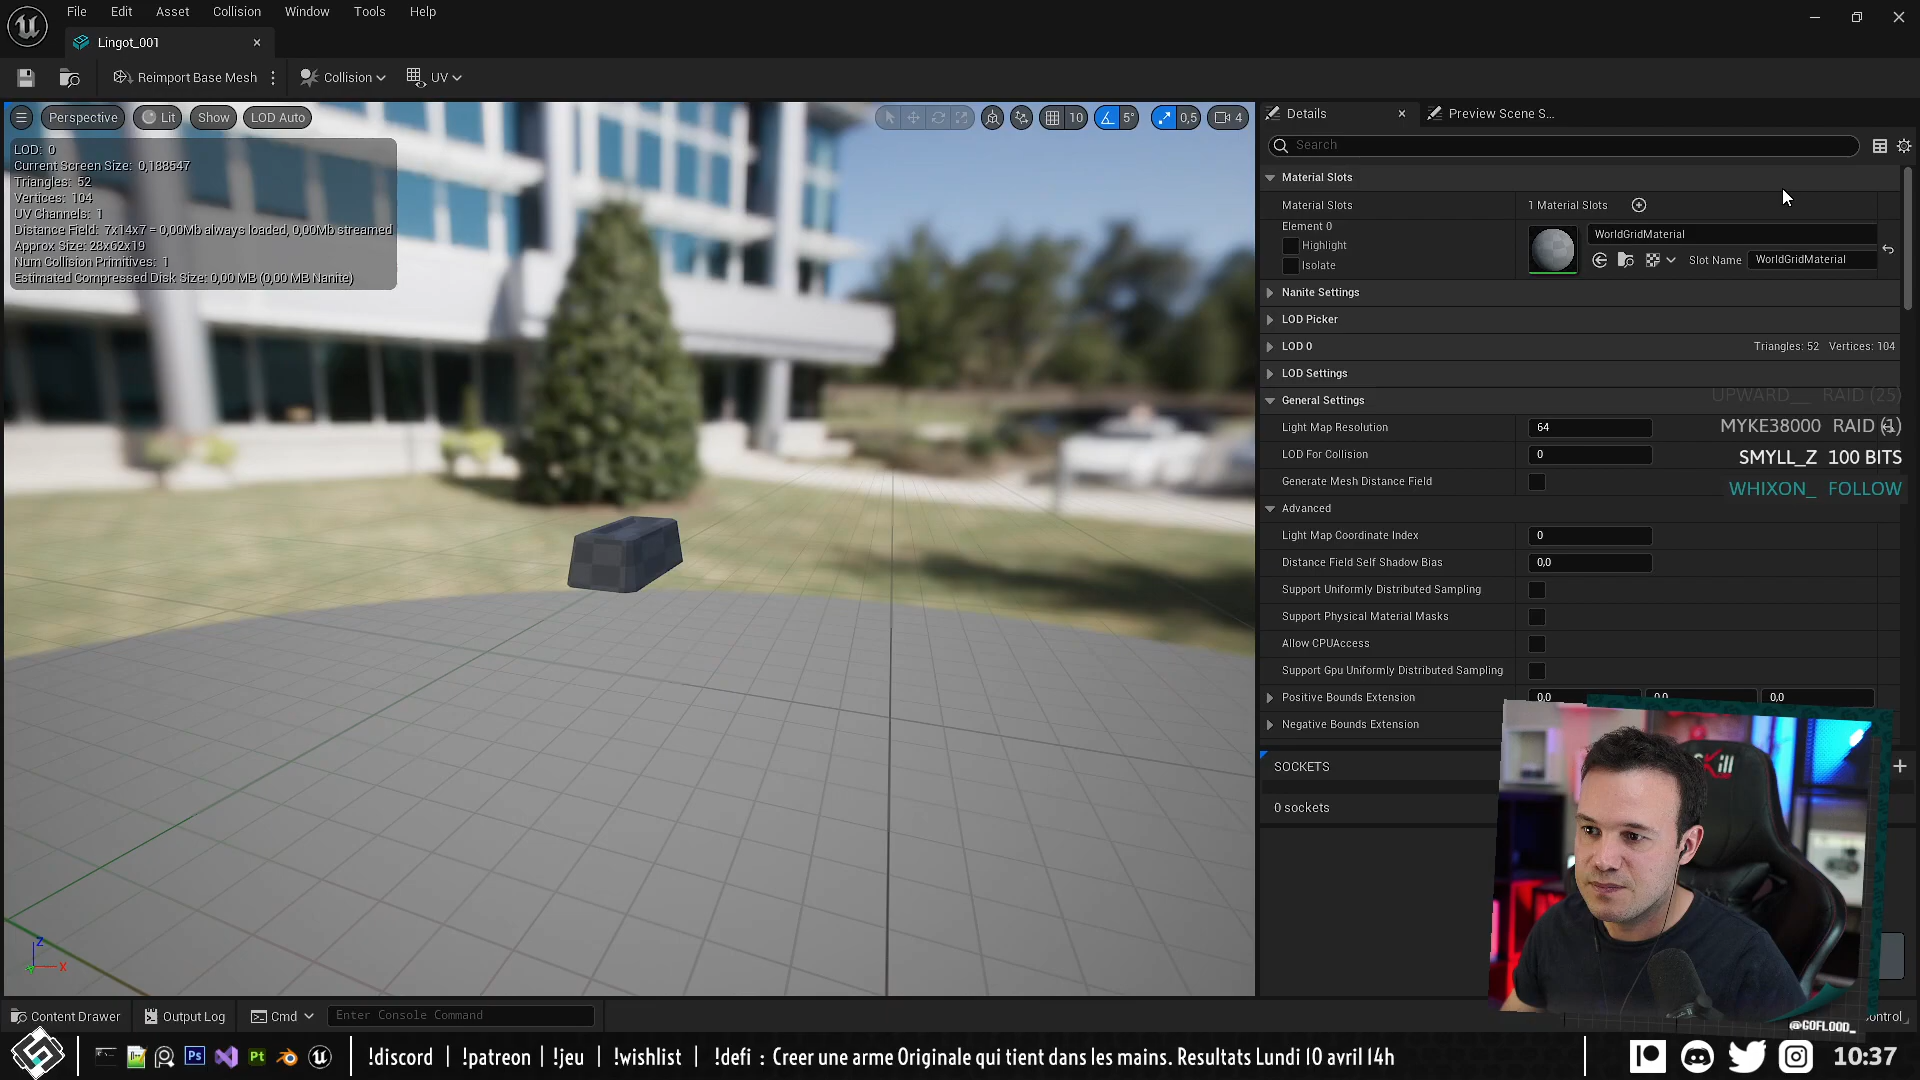 File Edit Asset Collision Window Tools Help
Lingot_001
Reimport Base Mesh Collision UV
Perspective Lit Show LOD Auto 10 5° 0,5 4
LOD: 0
Current Screen Size: 0,188547
Triangles: 52
Vertices: 104
UV Channels: 1
Distance Field: 7x14x7 = 0,00Mb always loaded, 0,00Mb streamed
Approx Size: 28x62x19
Num Collision Primitives: 1
Estimated Compressed Disk Size: 0,00 MB (0,00 MB Nanite)
Z
X
Details Preview Scene S...
Search
Material Slots
Material Slots 1 Material Slots
Element 0
Highlight
Isolate
WorldGridMaterial
Slot Name WorldGridMaterial
Nanite Settings
LOD Picker
LOD 0 Triangles: 52 Vertices: 104
LOD Settings
UPWARD__ RAID (25)
General Settings
Light Map Resolution 64
MYKE38000 RAID (1)
LOD For Collision 0
SMYLL_Z 100 BITS
Generate Mesh Distance Field
WHIXON_ FOLLOW
Advanced
Light Map Coordinate Index 0
Distance Field Self Shadow Bias 0,0
Support Uniformly Distributed Sampling
Support Physical Material Masks
Allow CPUAccess
Support Gpu Uniformly Distributed Sampling
Positive Bounds Extension 0,0 0,0 0,0
Negative Bounds Extension
SOCKETS
0 sockets
@GOFLOOD_
Content Drawer Output Log Cmd Enter Console Command
!discord | !patreon | !jeu | !wishlist | !defi : Creer une arme Originale qui tient dans les mains. Resultats Lundi 10 avril 14h
Ps Pt
10:37